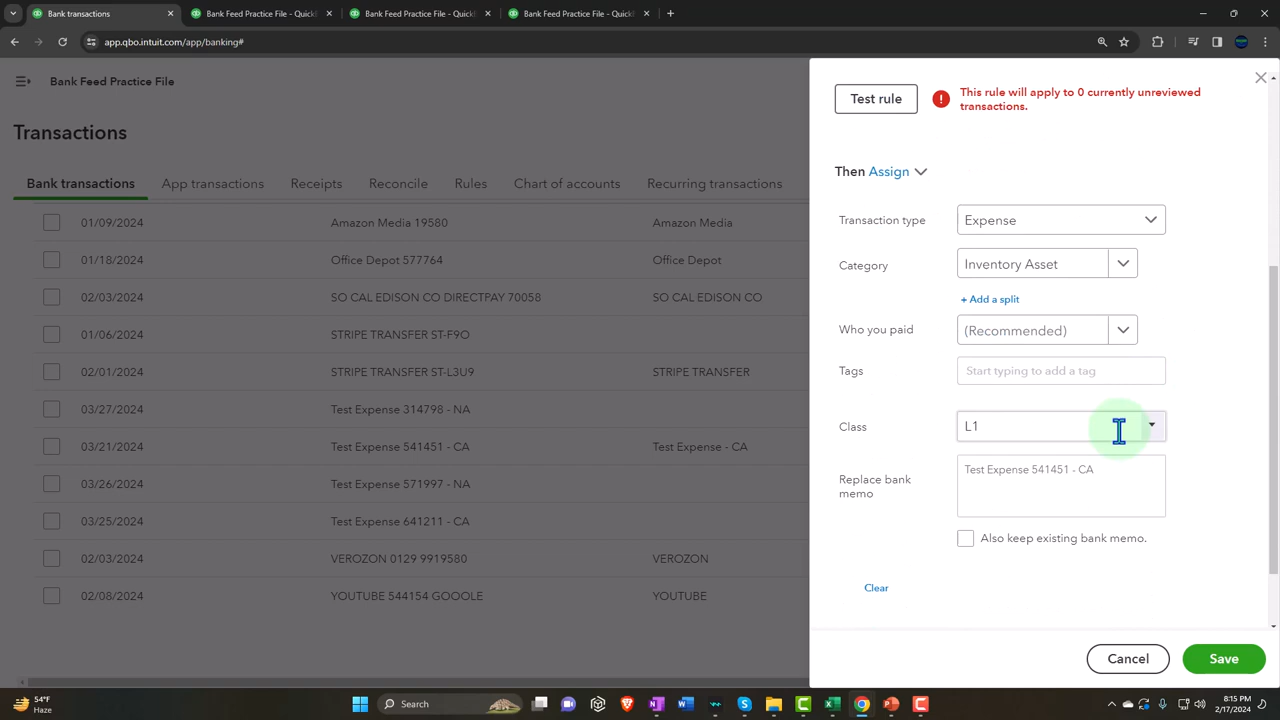 Bank transactions
Bank Feed Practice File - Quick
Bank Feed Practice File - Quick
Bank Feed Practice File - Quick
app.qbo.intuit.com/app/banking#
Bank Feed Practice File
Transactions
Bank transactions App transactions Receipts Reconcile Rules Chart of accounts Recurring transactions
01/09/2024 Amazon Media 19580 Amazon Media
01/18/2024 Office Depot 577764 Office Depot
02/03/2024 SO CAL EDISON CO DIRECTPAY 70058 SO CAL EDISON CO
01/06/2024 STRIPE TRANSFER ST-F9O
02/01/2024 STRIPE TRANSFER ST-L3U9 STRIPE TRANSFER
03/27/2024 Test Expense 314798 - NA
03/21/2024 Test Expense 541451 - CA Test Expense - CA
03/26/2024 Test Expense 571997 - NA
03/25/2024 Test Expense 641211 - CA
02/03/2024 VEROZON 0129 9919580 VEROZON
02/08/2024 YOUTUBE 544154 GOOOLE YOUTUBE
Test rule
This rule will apply to 0 currently unreviewed
transactions.
Then Assign
Transaction type Expense
Category Inventory Asset
+ Add a split
Who you paid (Recommended)
Tags Start typing to add a tag
Class L1
Replace bank
memo
Test Expense 541451 - CA
Also keep existing bank memo.
Clear
Cancel Save
54°F
Haze
Search
8:15 PM
2/17/2024